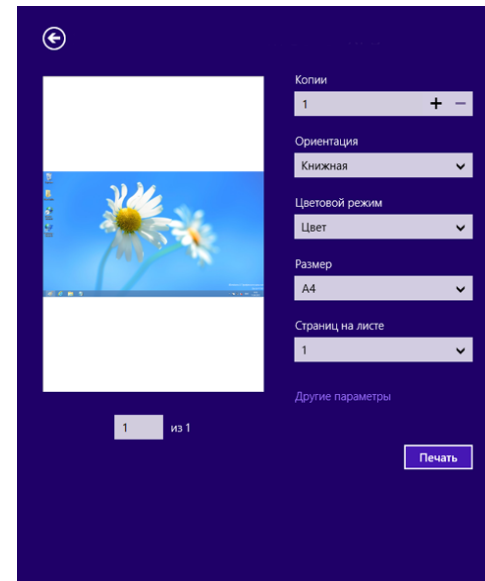 Копии
1
Ориентация
Книжная
Цветовой режим
Цвет
Размер
A4
Страниц на листе
1
Другие параметры
1 из 1
Печать